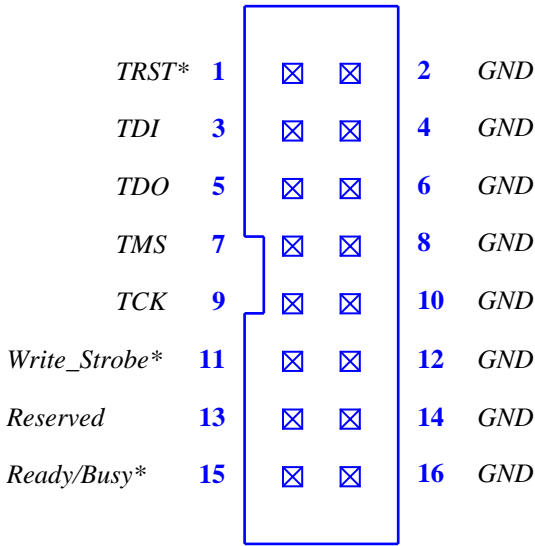 TRST* 1 2 GND
TDI 3 4 GND
TDO 5 6 GND
TMS 7 8 GND
TCK 9 10 GND
Write_Strobe* 11 12 GND
Reserved 13 14 GND
Ready/Busy* 15 16 GND